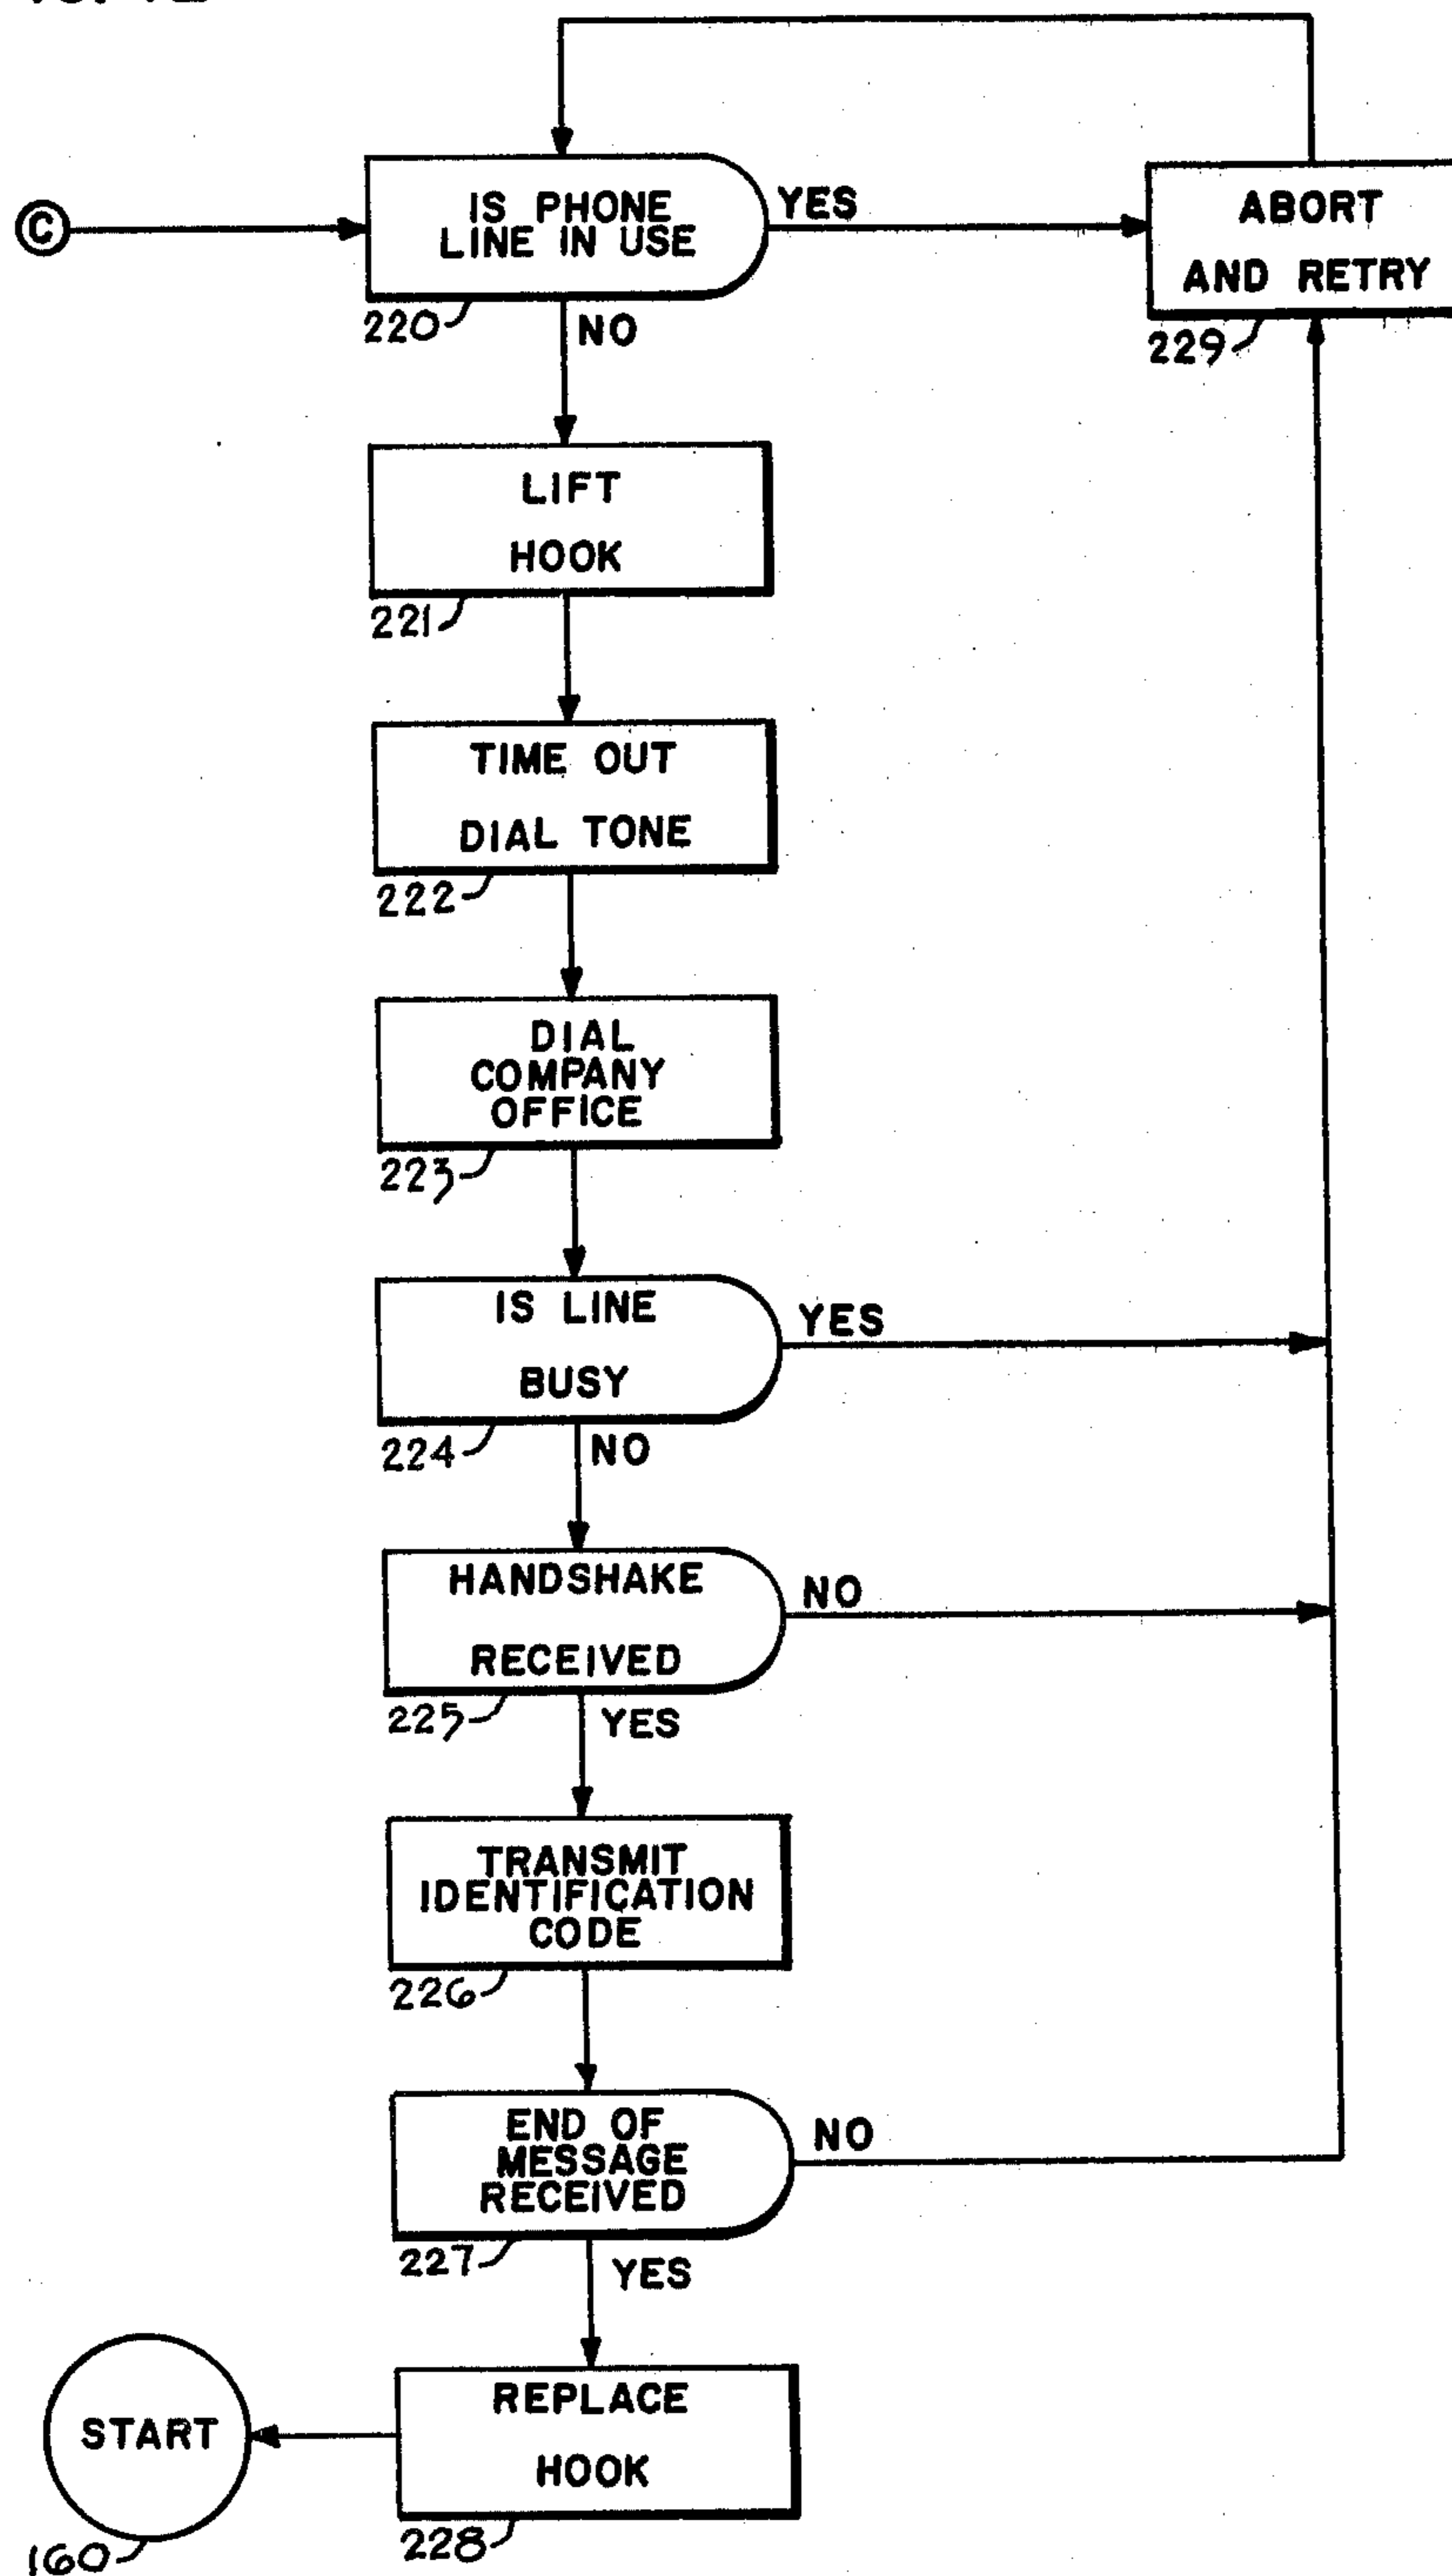 C
IS PHONE
LINE IN USE
YES
220
NO
ABORT
AND RETRY
229
LIFT
HOOK
221
TIME OUT
DIAL TONE
222
DIAL
COMPANY
OFFICE
223
IS LINE
BUSY
YES
224
NO
HANDSHAKE
RECEIVED
NO
225
YES
TRANSMIT
IDENTIFICATION
CODE
226
END OF
MESSAGE
RECEIVED
NO
227
YES
REPLACE
HOOK
228
START
160